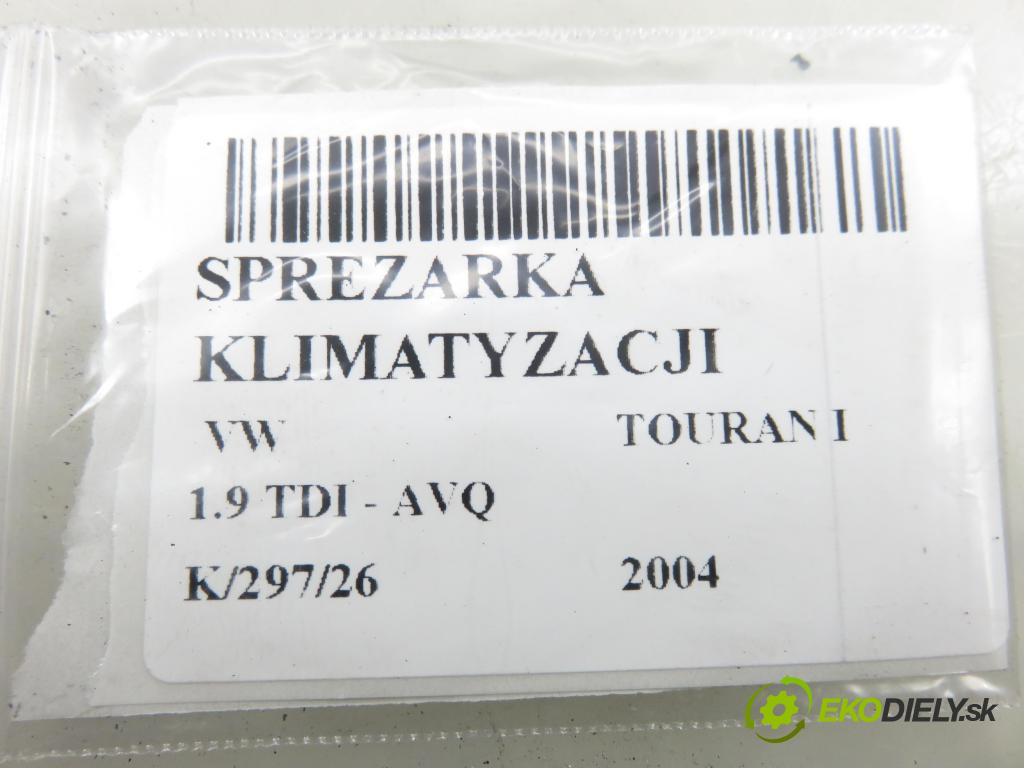 SPREZARKA
KLIMATYZACJI
VW TOURAN I
1.9 TDI - AVQ
K/297/26 2004
EKODIELY.sk